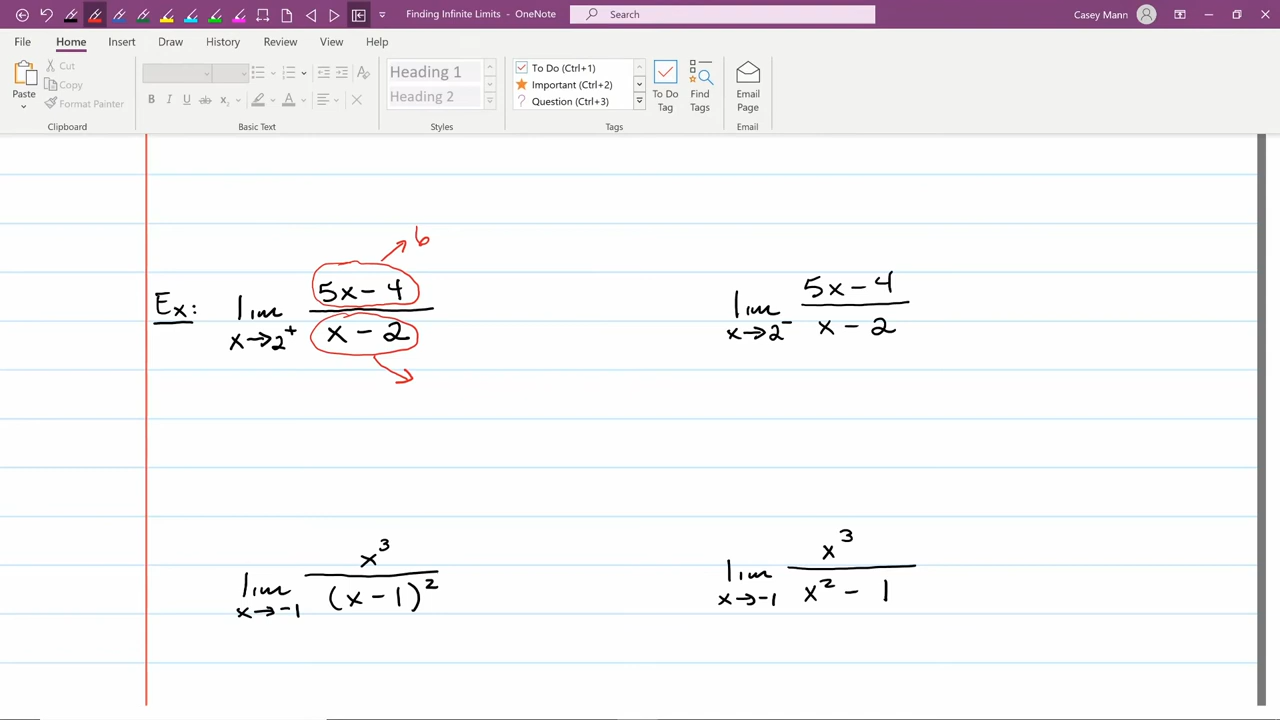 Finding Infinite Limits - OneNote
Search
Casey Mann
File Home Insert Draw History Review View Help
Paste
Cut
Copy
Format Painter
Clipboard
B I U ab x₂ A
Basic Text
Heading 1
Heading 2
Styles
To Do (Ctrl+1)
Important (Ctrl+2)
? Question (Ctrl+3)
To Do Tag
Find Tags
Tags
Email Page
Email
6
Ex: lim x→2⁺ (5x − 4)/(x − 2)
lim x→2⁻ (5x − 4)/(x − 2)
lim x→−1 x³/(x − 1)²
lim x→−1 x³/(x² − 1)